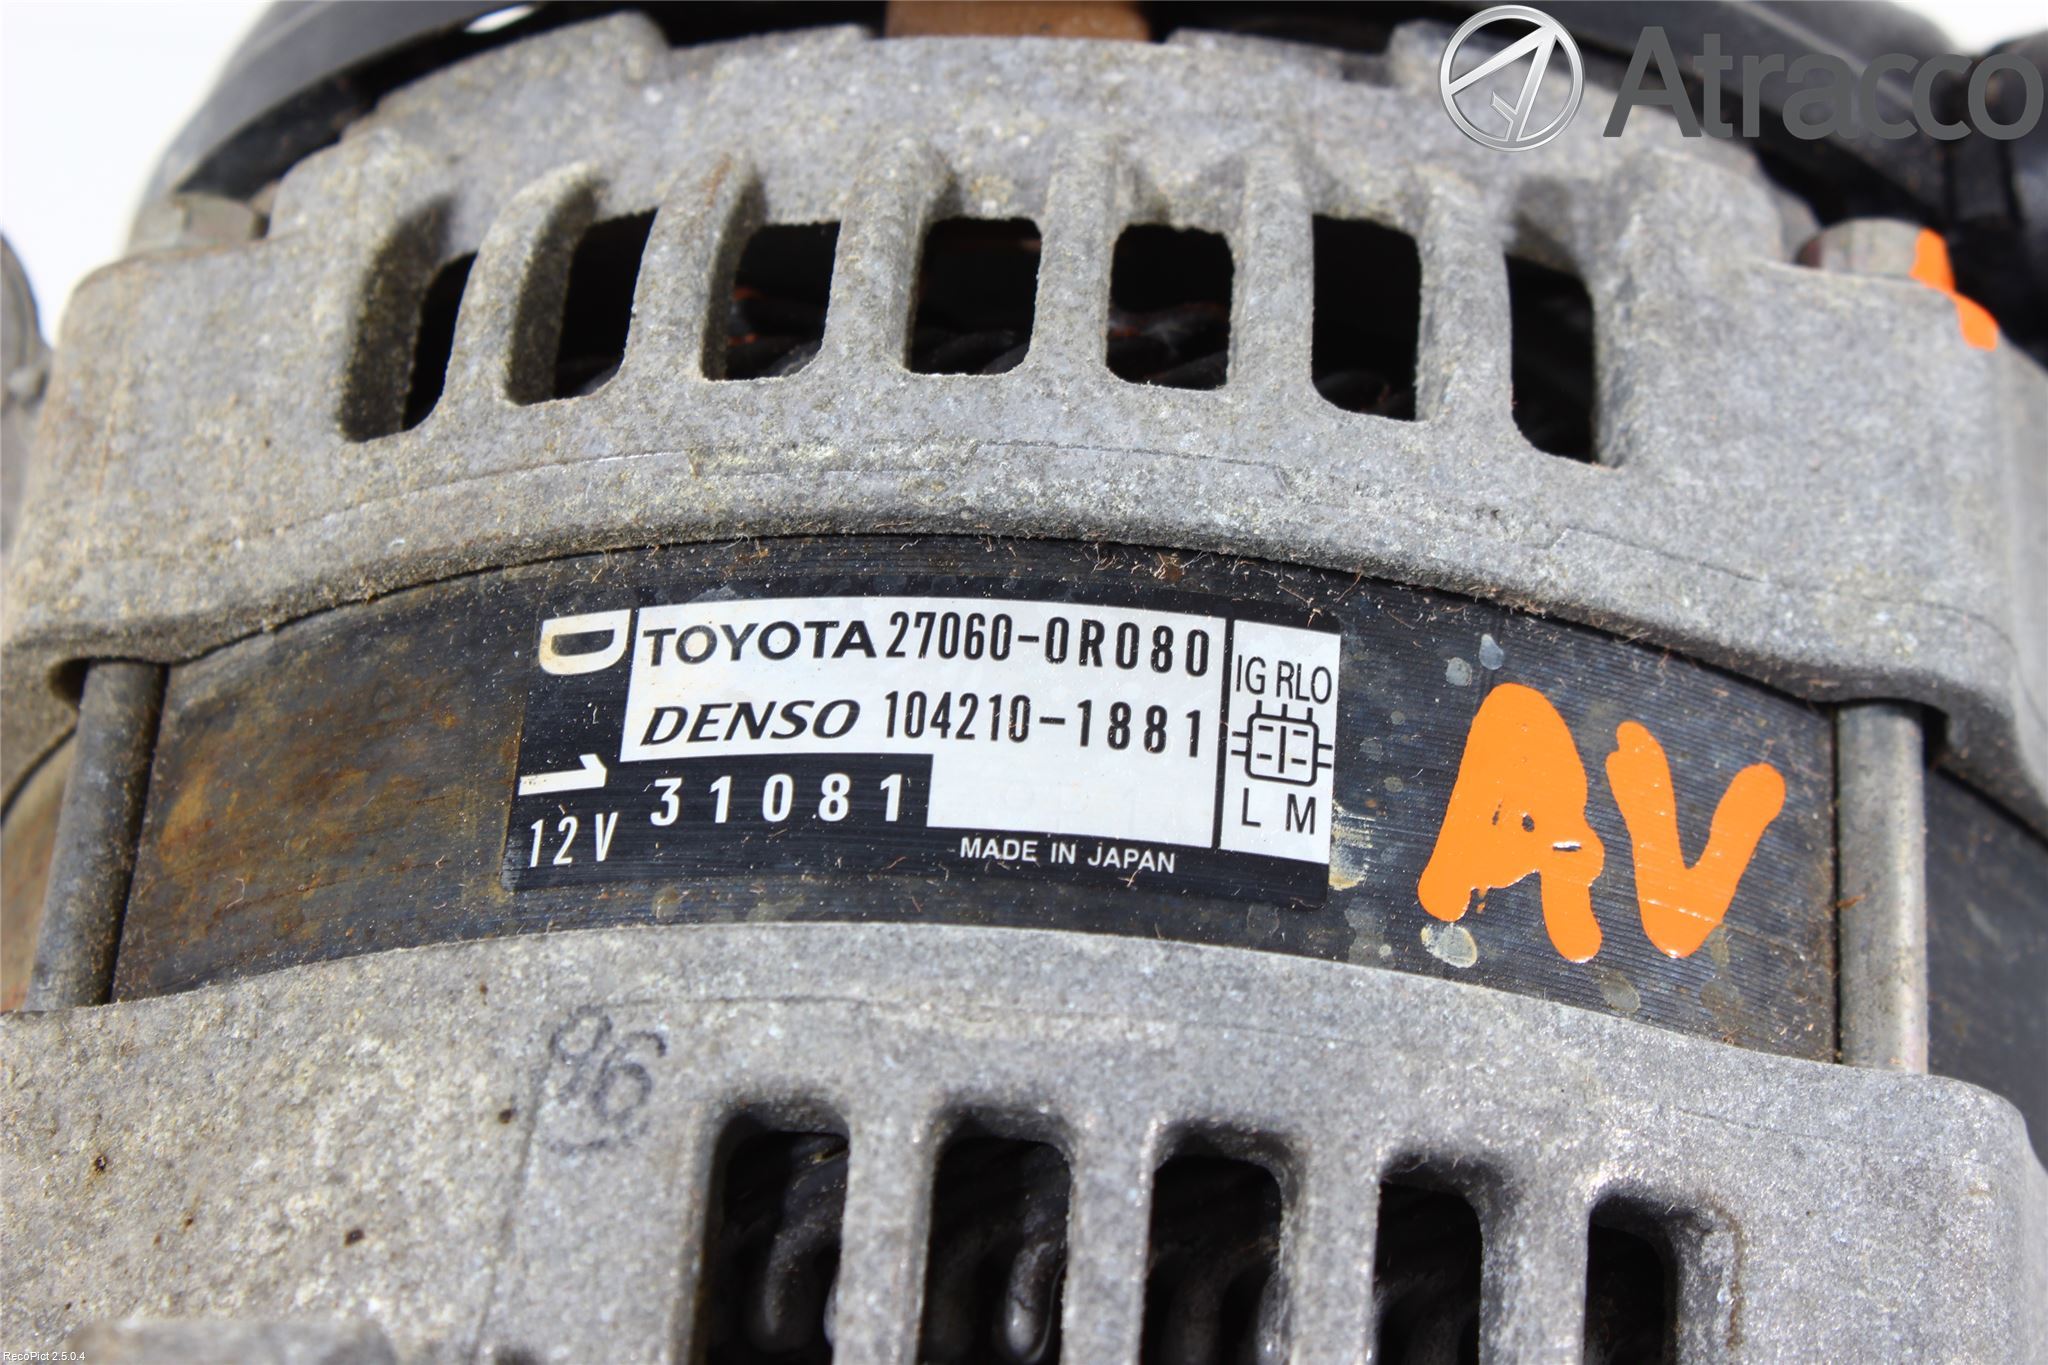 Atracco
D TOYOTA 27060-0R080
DENSO 104210-1881
1 31081
12V
MADE IN JAPAN
IG RLO
L M
AV
96
RecoPict 2.5.0.4